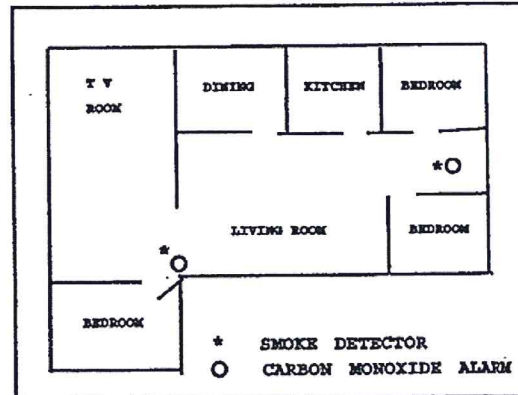 T V
ROOM
DINING
KITCHEN
BEDROOM
*
LIVING ROOM
BEDROOM
*
BEDROOM
* SMOKE DETECTOR
CARBON MONOXIDE ALARM